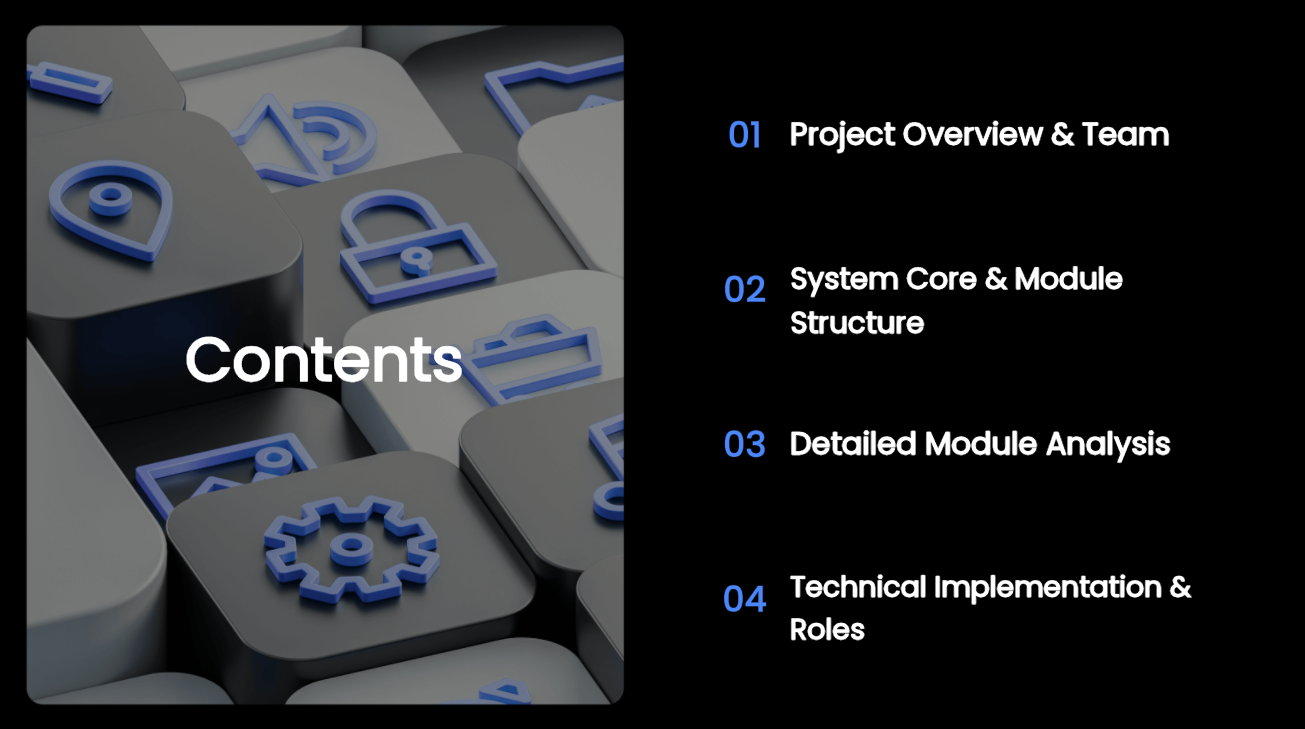 Contents
01 Project Overview & Team
02 System Core & Module
Structure
03 Detailed Module Analysis
04 Technical Implementation &
Roles